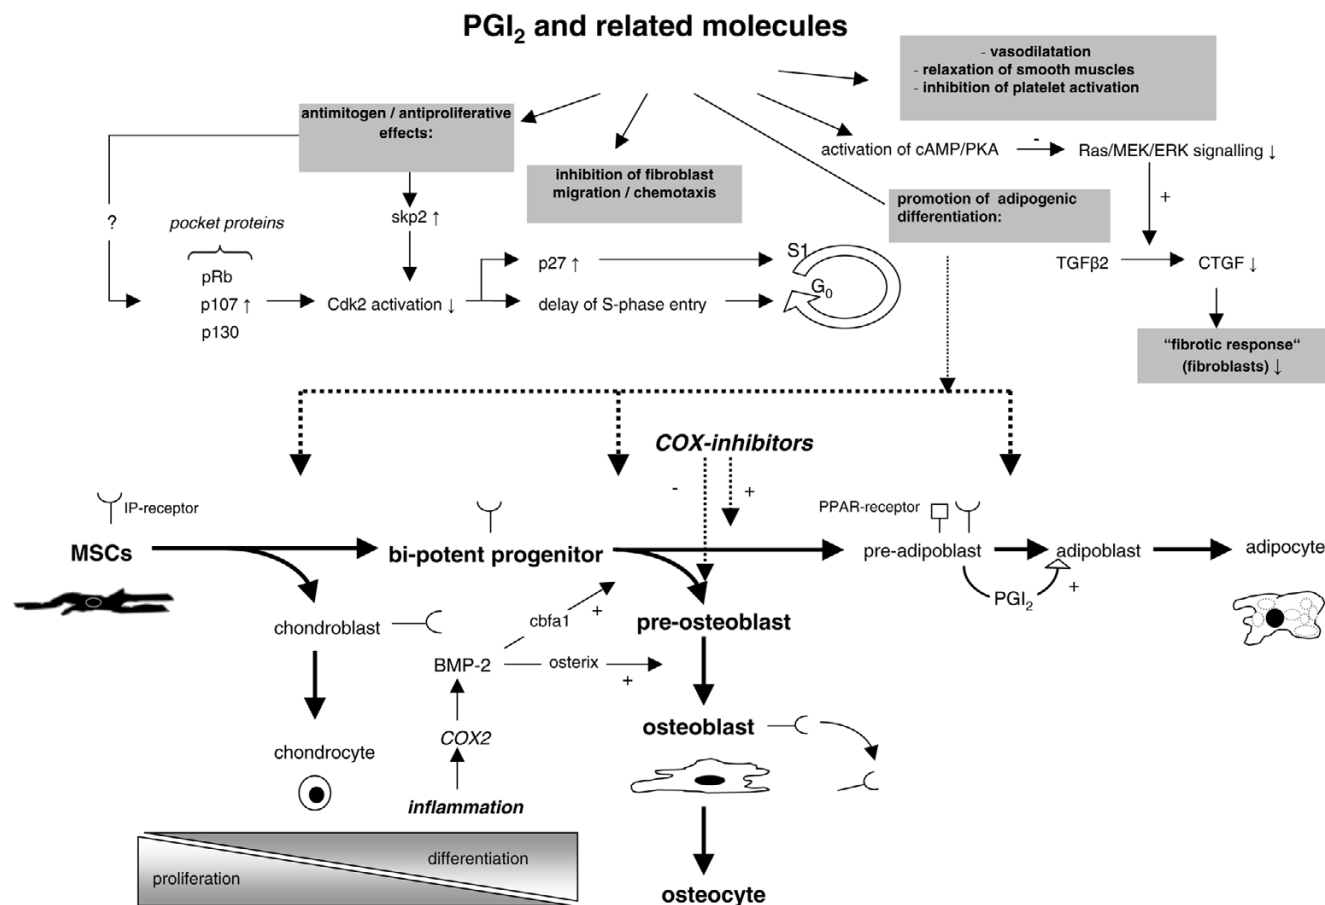 PGI2 and related molecules
- vasodilatation
- relaxation of smooth muscles
- inhibition of platelet activation
antimitogen / antiproliferative
effects:
activation of cAMP/PKA
-
Ras/MEK/ERK signalling ↓
inhibition of fibroblast
migration / chemotaxis
promotion of adipogenic
differentiation:
+
?
pocket proteins
skp2 ↑
pRb
p107 ↑
p130
Cdk2 activation ↓
p27 ↑
delay of S-phase entry
S1
G0
TGFβ2
CTGF ↓
“fibrotic response“
(fibroblasts) ↓
COX-inhibitors
-
+
IP-receptor
PPAR-receptor
MSCs
bi-potent progenitor
pre-adipoblast
adipoblast
adipocyte
PGI2
+
chondroblast
cbfa1
+
pre-osteoblast
BMP-2
osterix
+
osteoblast
COX2
chondrocyte
inflammation
differentiation
proliferation
osteocyte